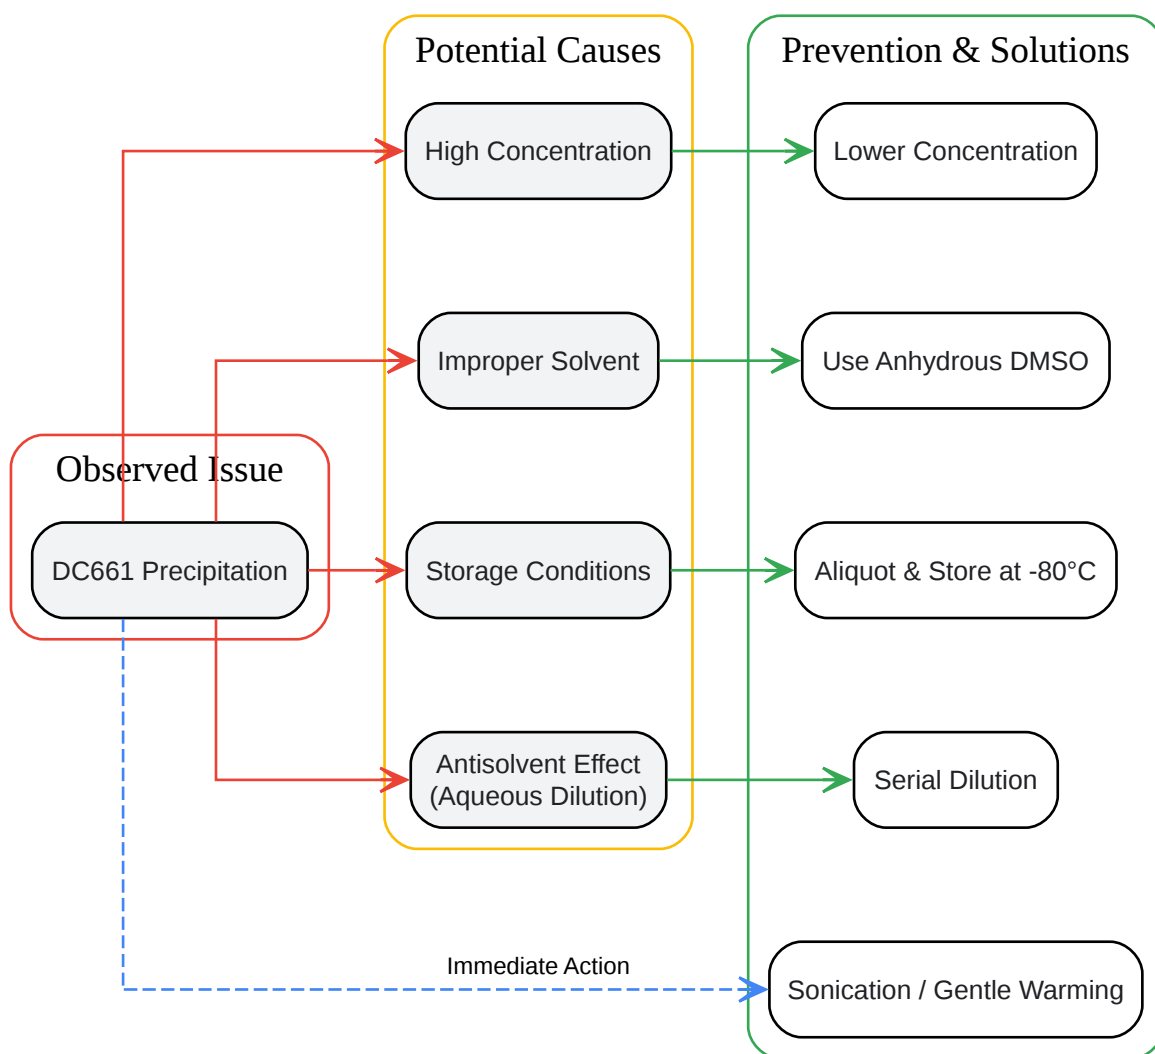 Potential Causes
Prevention & Solutions
High Concentration
Lower Concentration
Improper Solvent
Use Anhydrous DMSO
Observed Issue
DC661 Precipitation
Storage Conditions
Aliquot & Store at -80°C
Antisolvent Effect
(Aqueous Dilution)
Serial Dilution
Immediate Action
Sonication / Gentle Warming